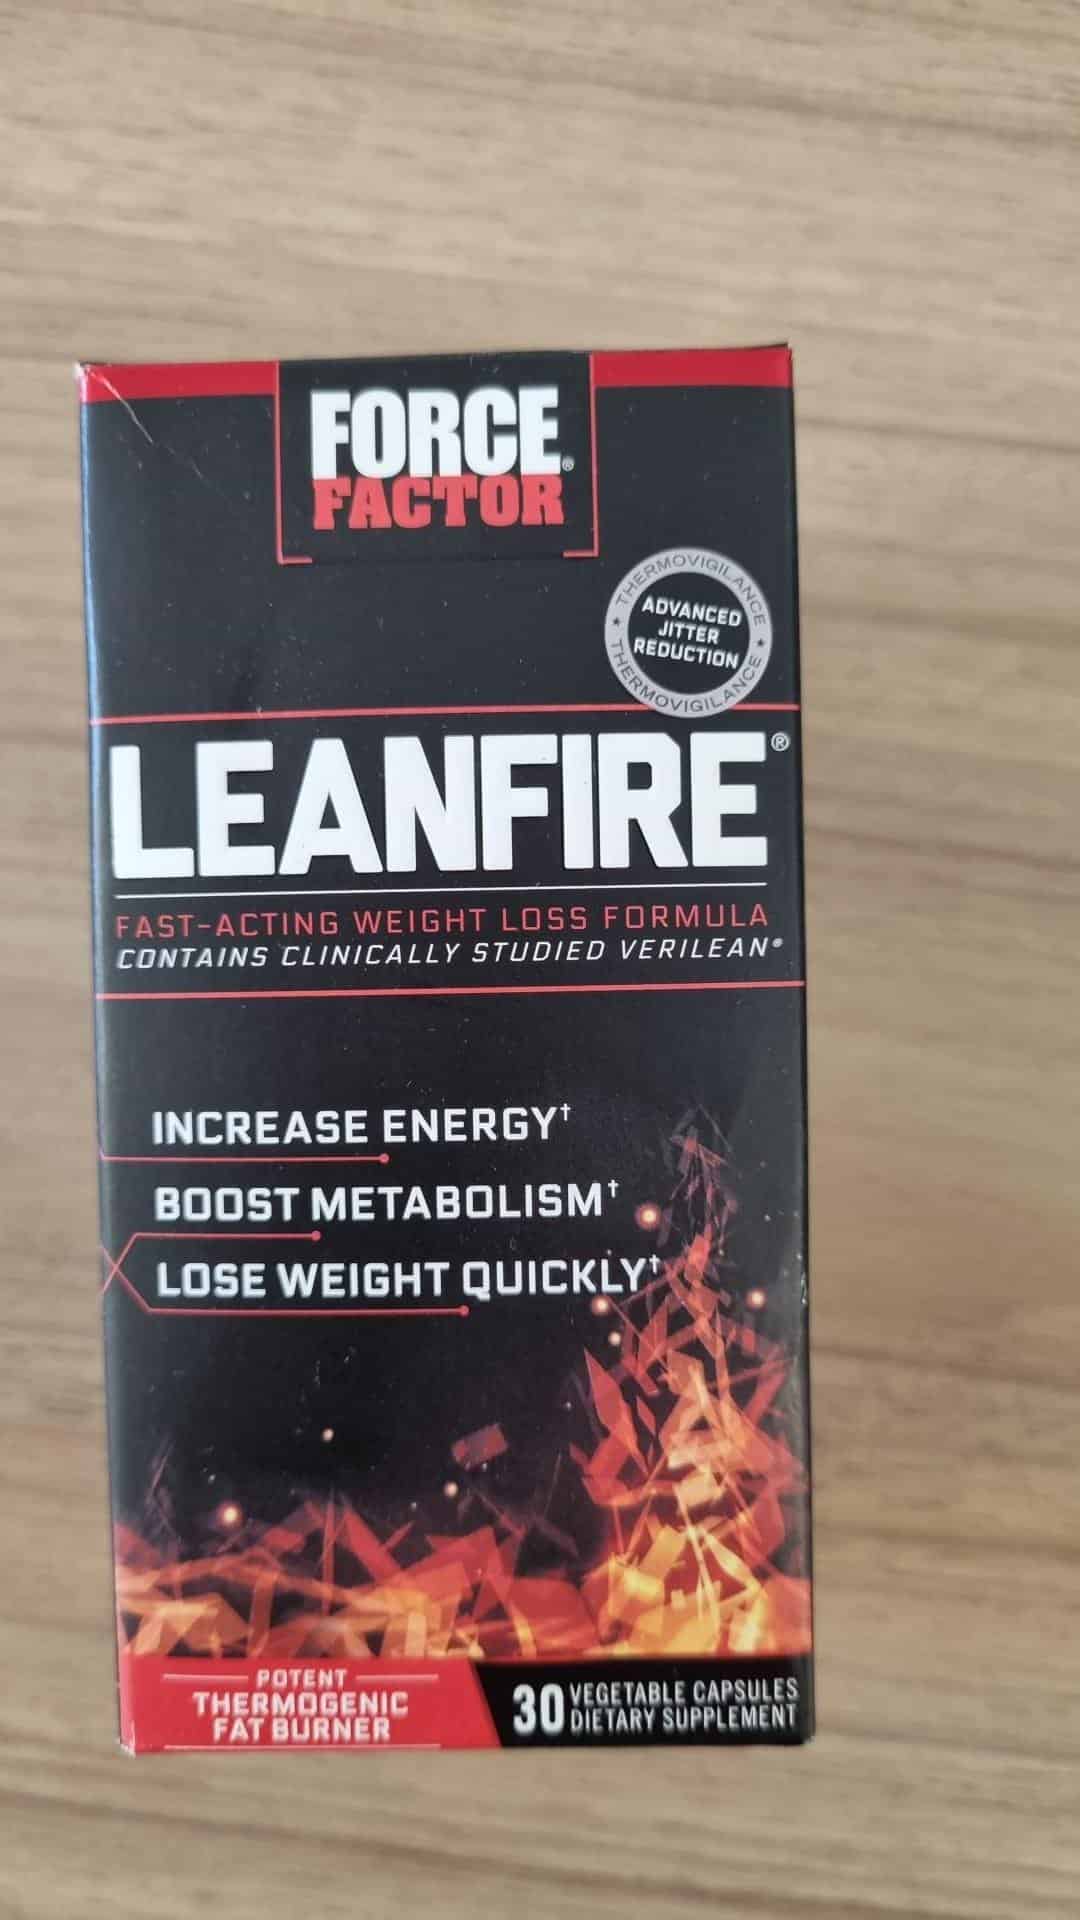 FORCE®
FACTOR
THERMOVIGILANCE
ADVANCED
JITTER
REDUCTION
THERMOVIGILANCE
LEANFIRE®
FAST-ACTING WEIGHT LOSS FORMULA
CONTAINS CLINICALLY STUDIED VERILEAN®
INCREASE ENERGY†
BOOST METABOLISM†
LOSE WEIGHT QUICKLY†
POTENT
THERMOGENIC
FAT BURNER
30 VEGETABLE CAPSULES
DIETARY SUPPLEMENT